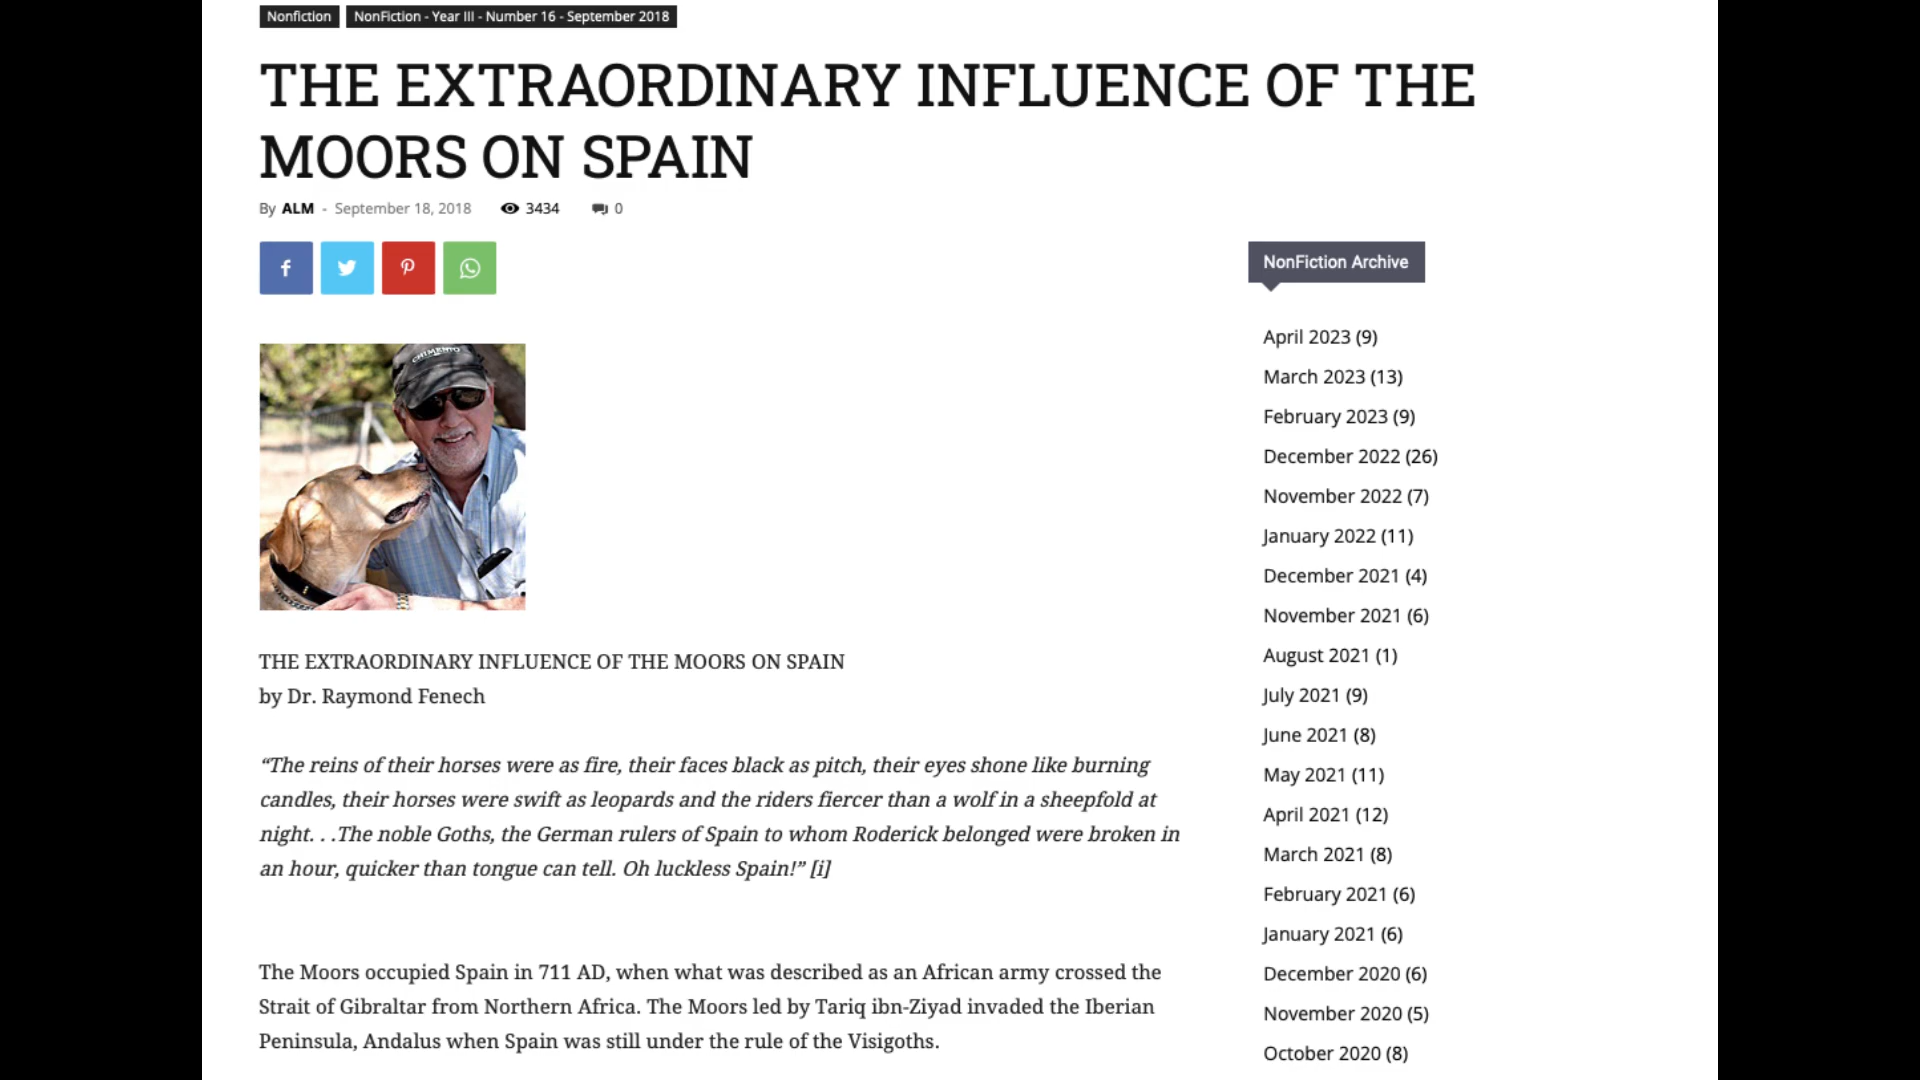 Nonfiction
NonFiction - Year III - Number 16 - September 2018
THE EXTRAORDINARY INFLUENCE OF THE
MOORS ON SPAIN
By ALM - September 18, 2018 3434 0
CHIMENTO
THE EXTRAORDINARY INFLUENCE OF THE MOORS ON SPAIN
by Dr. Raymond Fenech
“The reins of their horses were as fire, their faces black as pitch, their eyes shone like burning
candles, their horses were swift as leopards and the riders fiercer than a wolf in a sheepfold at
night. . .The noble Goths, the German rulers of Spain to whom Roderick belonged were broken in
an hour, quicker than tongue can tell. Oh luckless Spain!” [i]
The Moors occupied Spain in 711 AD, when what was described as an African army crossed the
Strait of Gibraltar from Northern Africa. The Moors led by Tariq ibn-Ziyad invaded the Iberian
Peninsula, Andalus when Spain was still under the rule of the Visigoths.
NonFiction Archive
April 2023 (9)
March 2023 (13)
February 2023 (9)
December 2022 (26)
November 2022 (7)
January 2022 (11)
December 2021 (4)
November 2021 (6)
August 2021 (1)
July 2021 (9)
June 2021 (8)
May 2021 (11)
April 2021 (12)
March 2021 (8)
February 2021 (6)
January 2021 (6)
December 2020 (6)
November 2020 (5)
October 2020 (8)